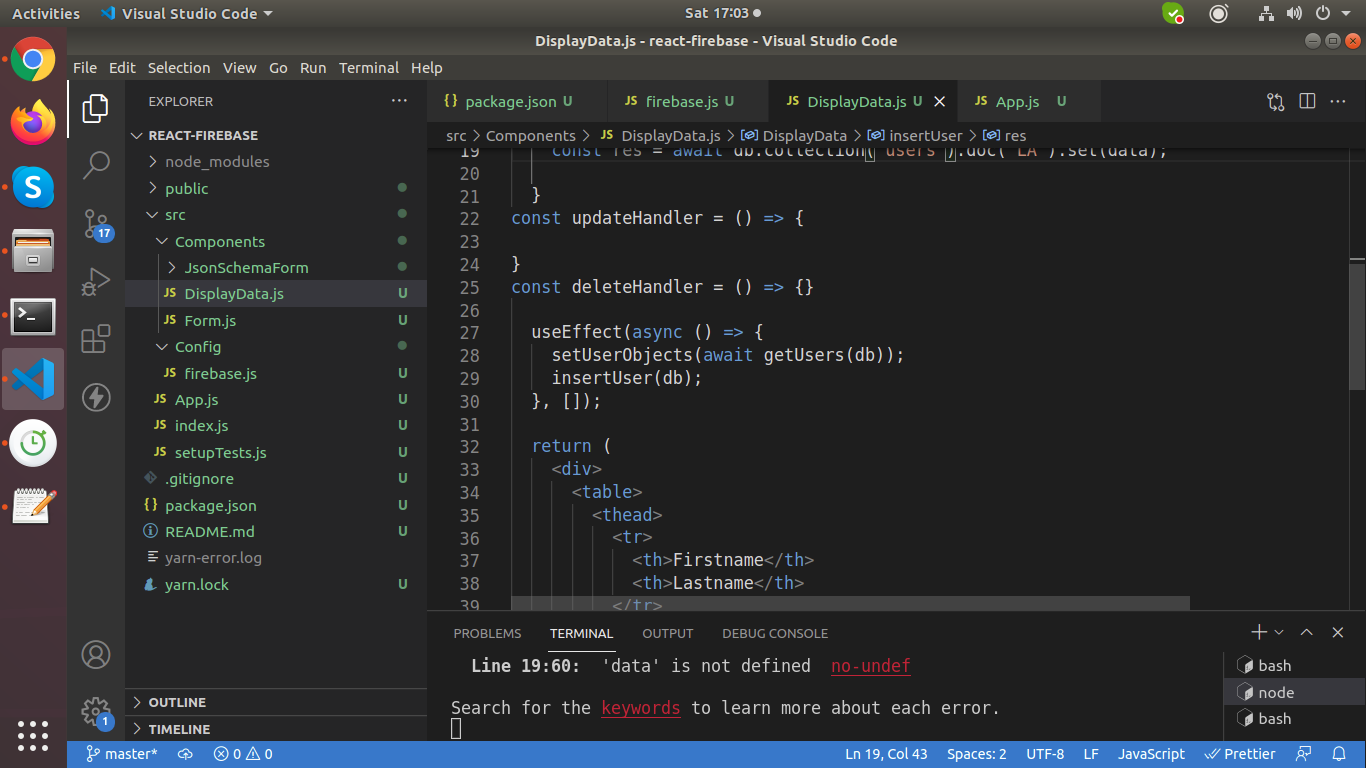 Activities Visual Studio Code Sat 17:03
DisplayData.js - react-firebase - Visual Studio Code
File Edit Selection View Go Run Terminal Help
EXPLORER
REACT-FIREBASE
node_modules
public
src
Components
JsonSchemaForm
JS DisplayData.js U
JS Form.js U
Config
JS firebase.js U
JS App.js U
JS index.js U
JS setupTests.js U
.gitignore U
{} package.json U
README.md U
yarn-error.log
yarn.lock U
OUTLINE
TIMELINE
17
1
{} package.json U JS firebase.js U JS DisplayData.js U JS App.js U
src > Components > JS DisplayData.js > DisplayData > insertUser > res
19 const res = await db.collection('users').doc('LA').set(data);
20
21 }
22 const updateHandler = () => {
23
24 }
25 const deleteHandler = () => {}
26
27 useEffect(async () => {
28 setUserObjects(await getUsers(db));
29 insertUser(db);
30 }, []);
31
32 return (
33 <div>
34 <table>
35 <thead>
36 <tr>
37 <th>Firstname</th>
38 <th>Lastname</th>
39 </tr>
PROBLEMS TERMINAL OUTPUT DEBUG CONSOLE
Line 19:60: 'data' is not defined no-undef
Search for the keywords to learn more about each error.
bash
node
bash
master* 0 0 Ln 19, Col 43 Spaces: 2 UTF-8 LF JavaScript Prettier